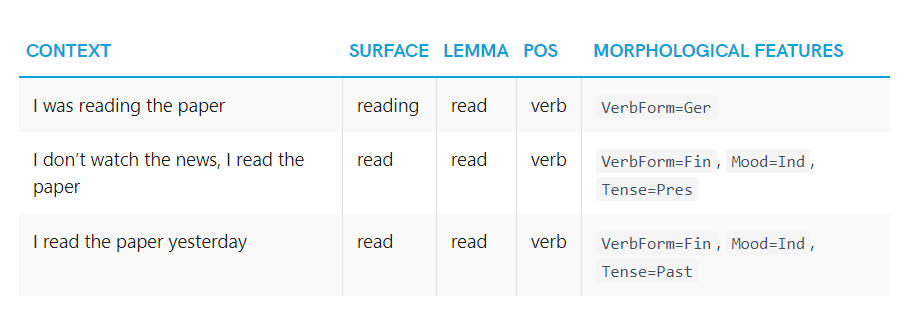 CONTEXT SURFACE LEMMA POS MORPHOLOGICAL FEATURES
I was reading the paper reading read verb VerbForm=Ger
I don’t watch the news, I read the read read verb VerbForm=Fin, Mood=Ind,
paper Tense=Pres
I read the paper yesterday read read verb VerbForm=Fin, Mood=Ind,
Tense=Past